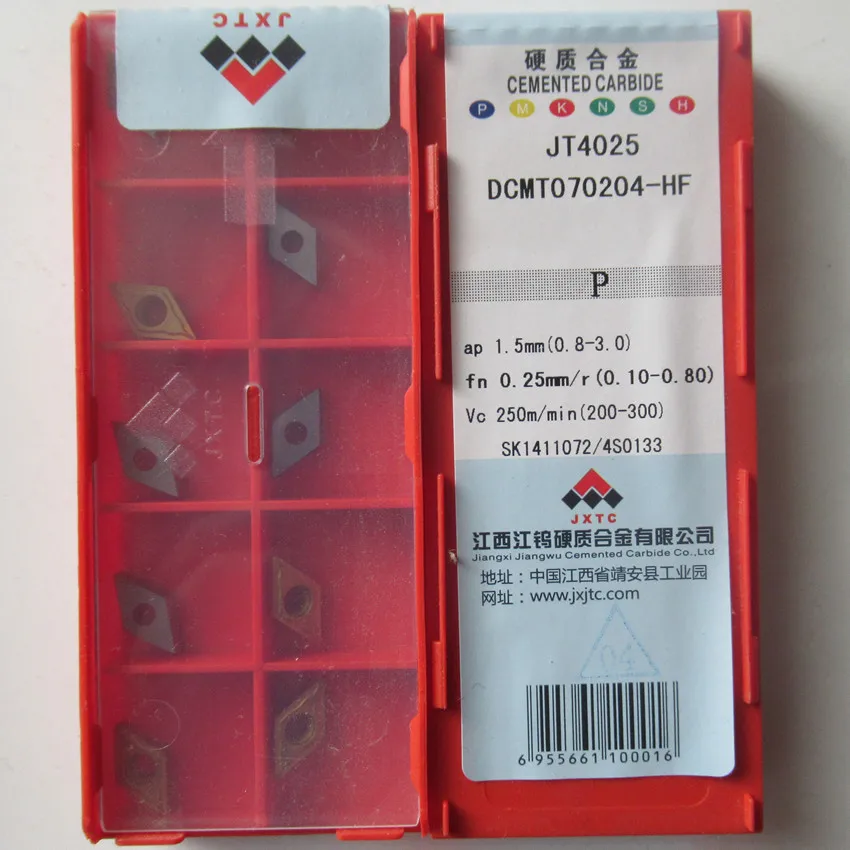 JXTC
JXTC
硬质合金
CEMENTED CARBIDE
P M K N S H
JT4025
DCMT070204-HF
P
ap 1.5mm(0.8-3.0)
fn 0.25mm/r(0.10-0.80)
Vc 250m/min(200-300)
SK1411072/4S0133
JXTC
江西江钨硬质合金有限公司
Jiangxi Jiangwu Cemented Carbide Co.,Ltd
地址：中国江西省靖安县工业园
网址：www.jxjtc.com
04
6 955661 100016